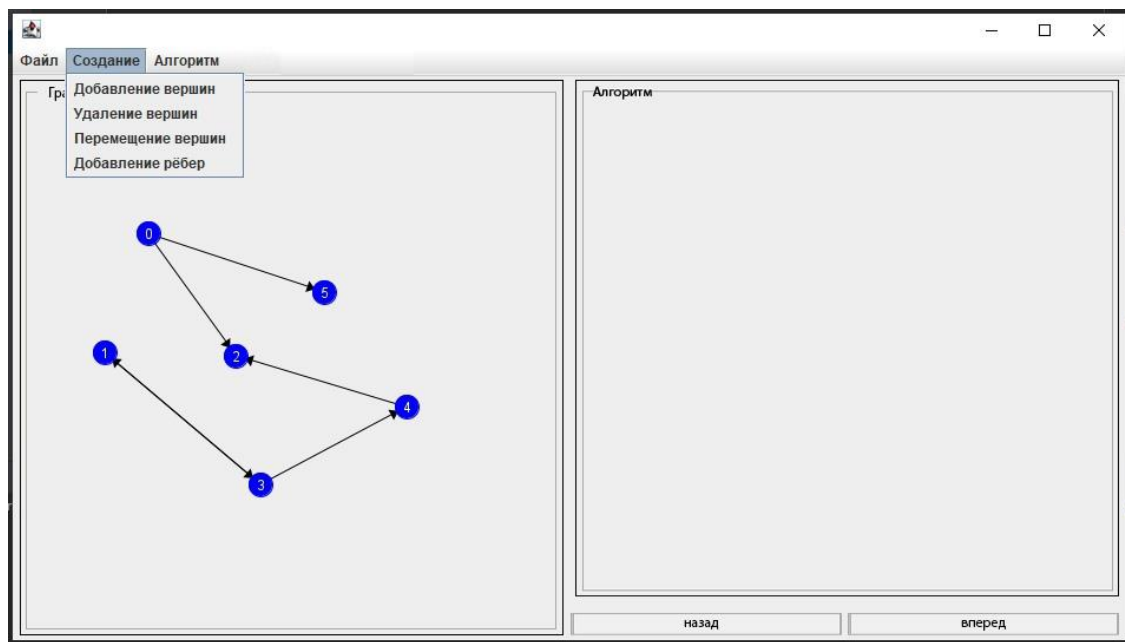 Файл Создание Алгоритм
Добавление вершин
Удаление вершин
Перемещение вершин
Добавление рёбер
Алгоритм
0
5
1
2
4
3
назад
вперед